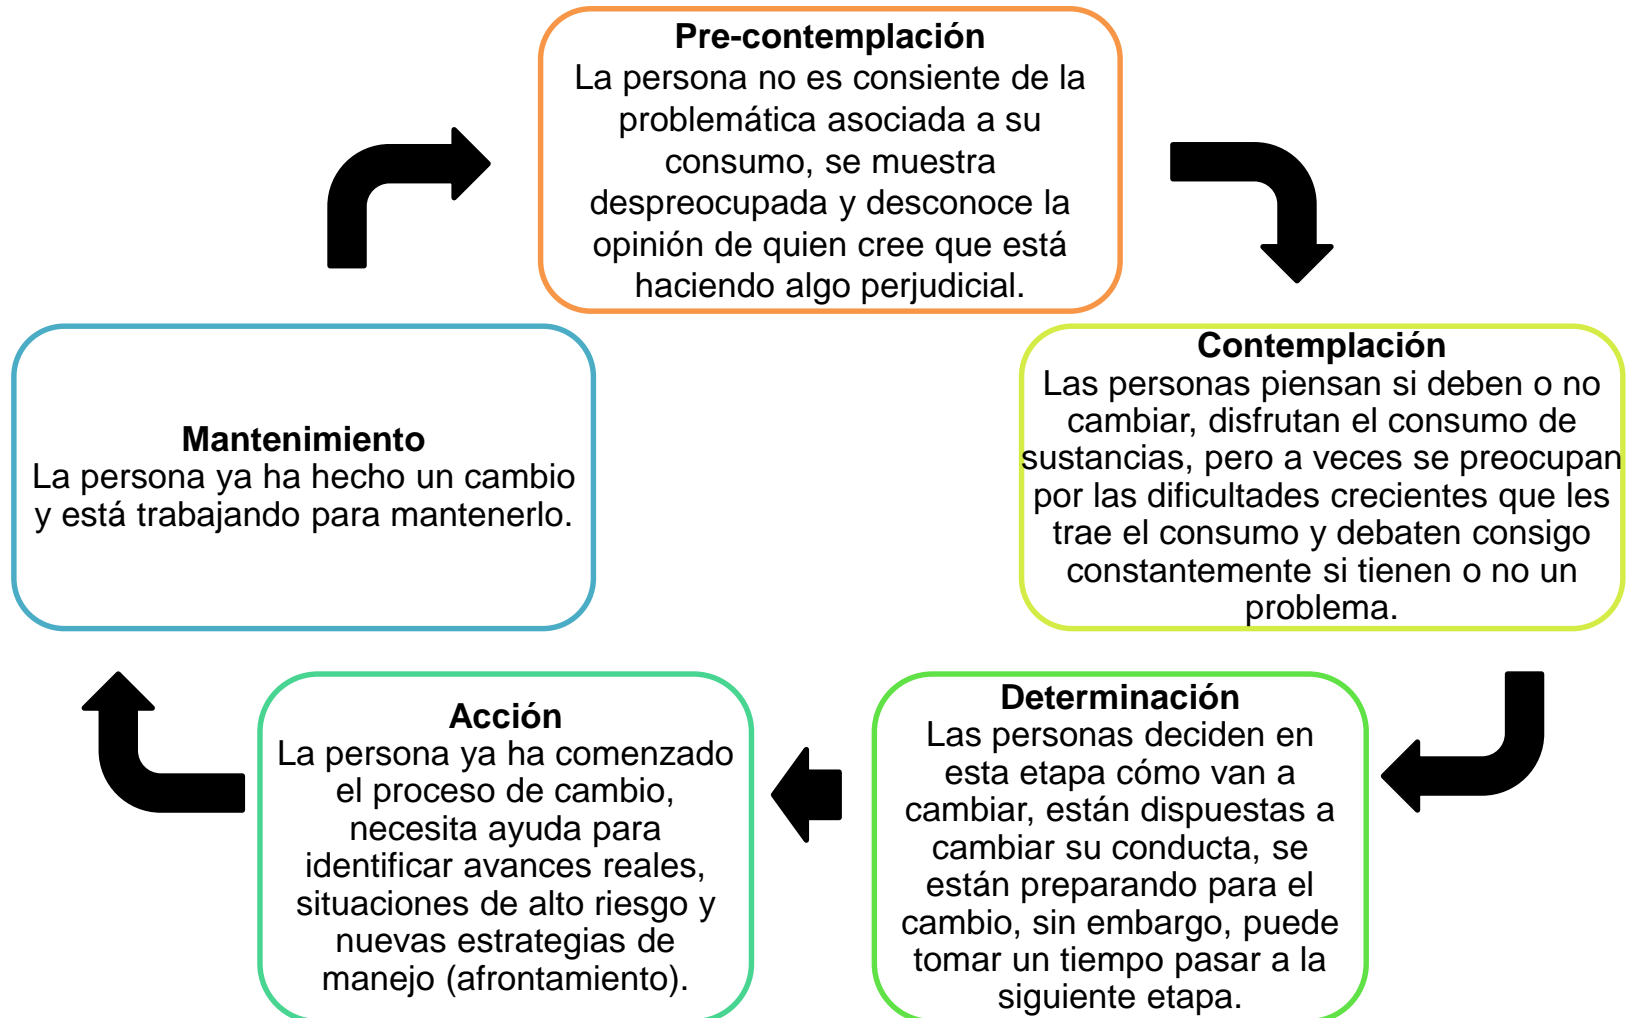 Pre-contemplación
La persona no es consiente de la
problemática asociada a su
consumo, se muestra
despreocupada y desconoce la
opinión de quien cree que está
haciendo algo perjudicial.
Contemplación
Las personas piensan si deben o no
cambiar, disfrutan el consumo de
sustancias, pero a veces se preocupan
por las dificultades crecientes que les
trae el consumo y debaten consigo
constantemente si tienen o no un
problema.
Determinación
Las personas deciden en
esta etapa cómo van a
cambiar, están dispuestas a
cambiar su conducta, se
están preparando para el
cambio, sin embargo, puede
tomar un tiempo pasar a la
siguiente etapa.
Acción
La persona ya ha comenzado
el proceso de cambio,
necesita ayuda para
identificar avances reales,
situaciones de alto riesgo y
nuevas estrategias de
manejo (afrontamiento).
Mantenimiento
La persona ya ha hecho un cambio
y está trabajando para mantenerlo.